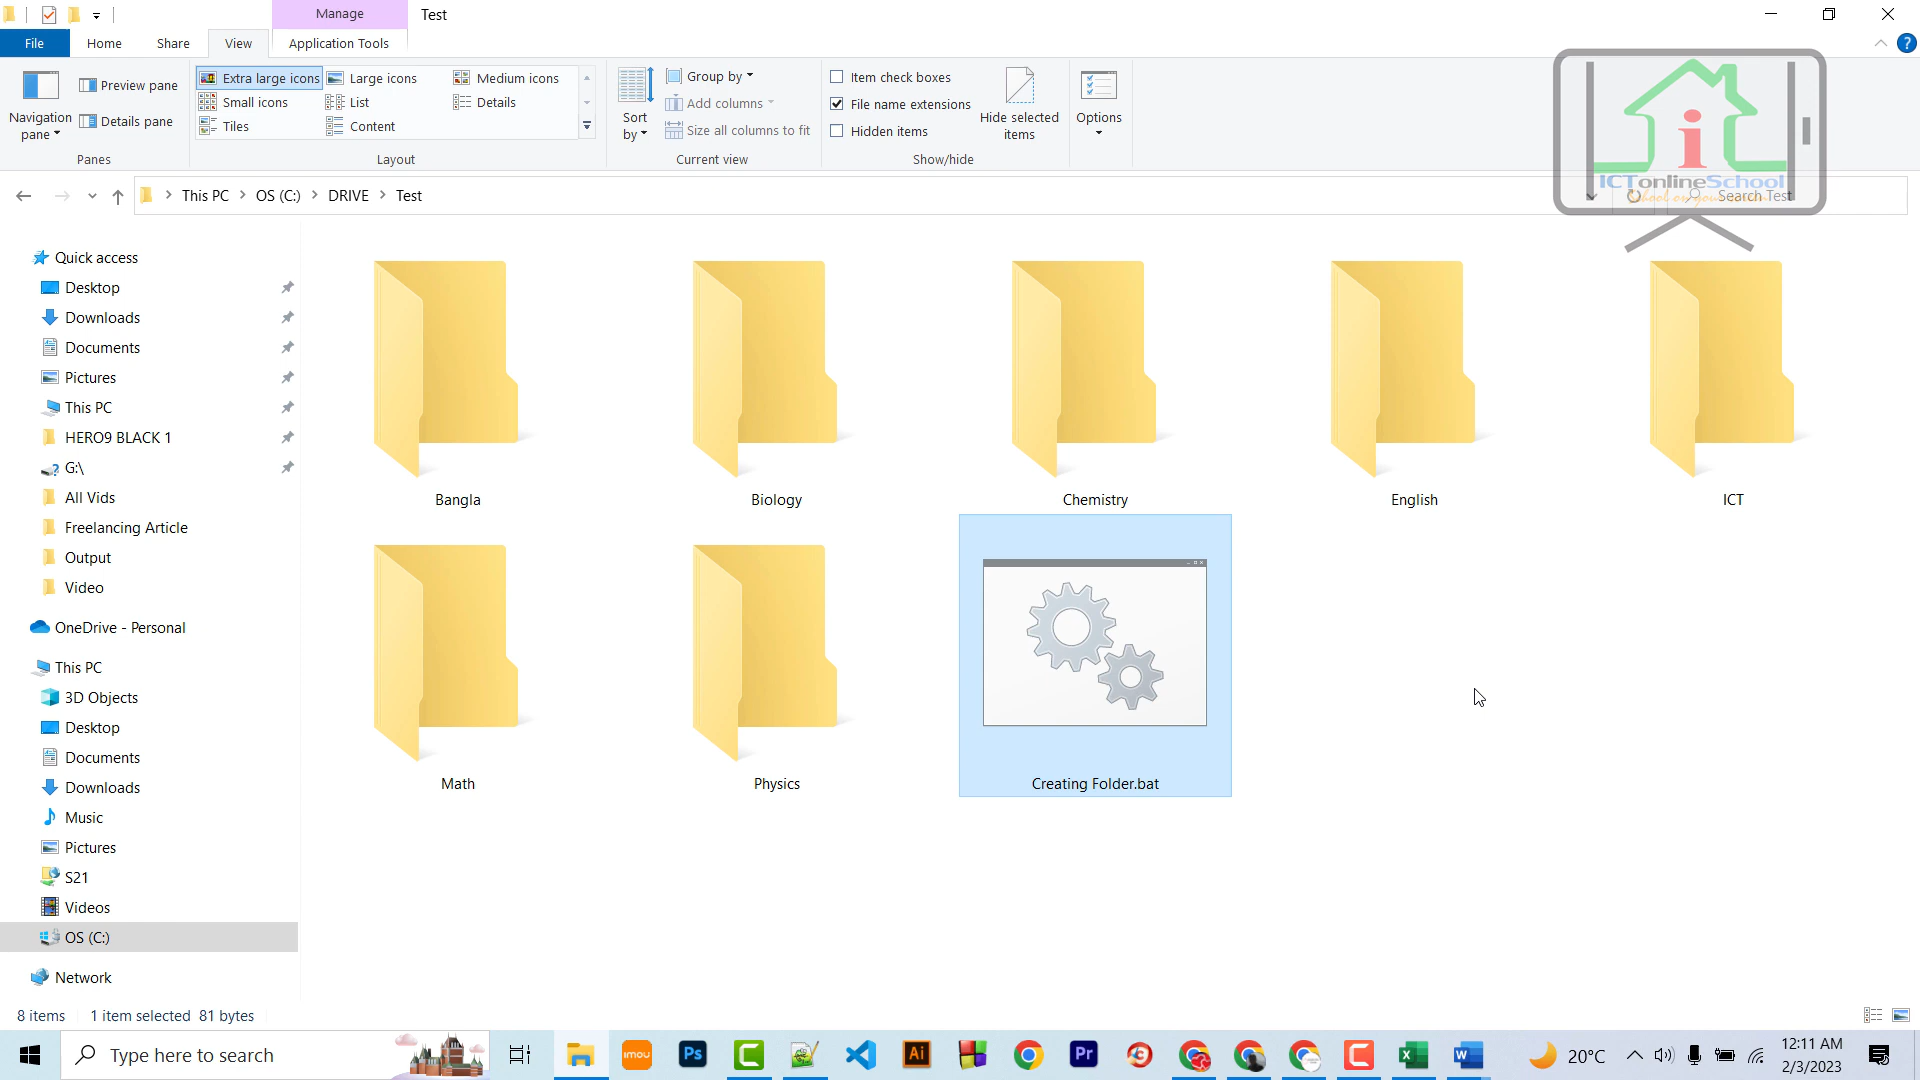 Manage
Test
File
Home
Share
View
Application Tools
Navigation pane
Preview pane
Details pane
Panes
Extra large icons
Large icons
Medium icons
Small icons
List
Details
Tiles
Content
Layout
Sort by
Group by
Add columns
Size all columns to fit
Current view
Item check boxes
File name extensions
Hidden items
Hide selected items
Show/hide
Options
ICTonlineSchool
This PC
OS (C:)
DRIVE
Test
Search Test
Quick access
Desktop
Downloads
Documents
Pictures
This PC
HERO9 BLACK 1
G:\
All Vids
Freelancing Article
Output
Video
OneDrive - Personal
This PC
3D Objects
Desktop
Documents
Downloads
Music
Pictures
S21
Videos
OS (C:)
Network
Bangla
Biology
Chemistry
English
ICT
Math
Physics
Creating Folder.bat
8 items
1 item selected 81 bytes
Type here to search
imou
Ps
Ai
Pr
20°C
12:11 AM
2/3/2023